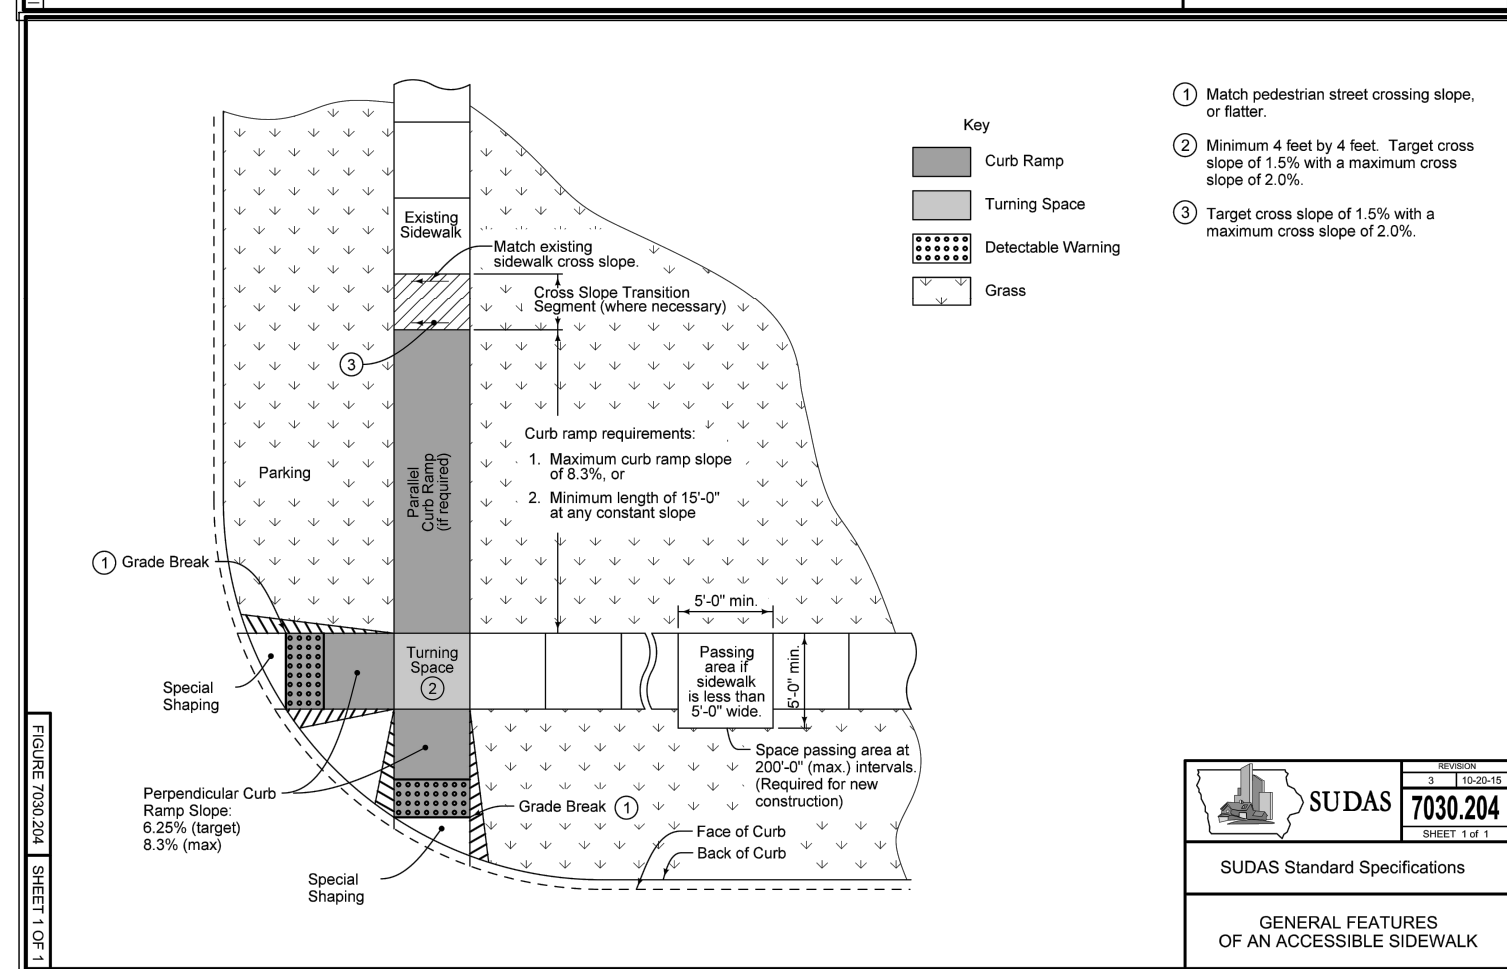 1 Match pedestrian street crossing slope,
or flatter.
2 Minimum 4 feet by 4 feet. Target cross
slope of 1.5% with a maximum cross
slope of 2.0%.
3 Target cross slope of 1.5% with a
maximum cross slope of 2.0%.
Key
Curb Ramp
Turning Space
Detectable Warning
Grass
Existing
Sidewalk
Match existing
sidewalk cross slope.
Cross Slope Transition
Segment (where necessary)
3
Curb ramp requirements:
1. Maximum curb ramp slope
of 8.3%, or
2. Minimum length of 15'-0"
at any constant slope
Parking
Parallel
Curb Ramp
(if required)
1 Grade Break
5'-0" min.
Turning
Space
2
Passing
area if
sidewalk
is less than
5'-0" wide.
5'-0" min.
Special
Shaping
Space passing area at
200'-0" (max.) intervals.
(Required for new
construction)
Perpendicular Curb
Ramp Slope:
6.25% (target)
8.3% (max)
Grade Break 1
Face of Curb
Back of Curb
Special
Shaping
FIGURE 7030.204 SHEET 1 OF 1
SUDAS
REVISION
3 10-20-15
7030.204
SHEET 1 of 1
SUDAS Standard Specifications
GENERAL FEATURES
OF AN ACCESSIBLE SIDEWALK